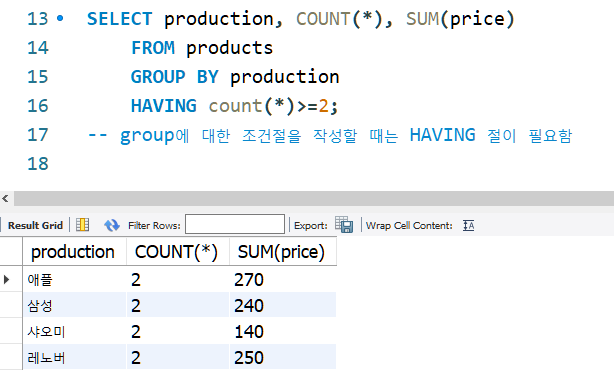 13 SELECT production, COUNT(*), SUM(price)
14 FROM products
15 GROUP BY production
16 HAVING count(*)>=2;
17 -- group에 대한 조건절을 작성할 때는 HAVING 절이 필요함
18
Result Grid Filter Rows: Export: Wrap Cell Content:
production COUNT(*) SUM(price)
애플 2 270
삼성 2 240
샤오미 2 140
레노버 2 250